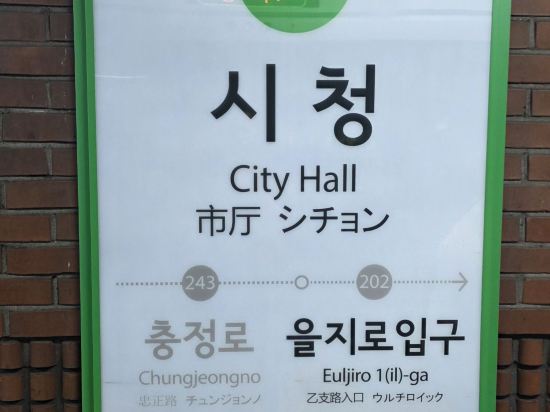 시청
City Hall
市厅 シチョン
243 202
충정로 을지로입구
Chungjeongno Euljiro 1(il)-ga
忠正路 チュンジョンノ 乙支路入口 ウルチロイック